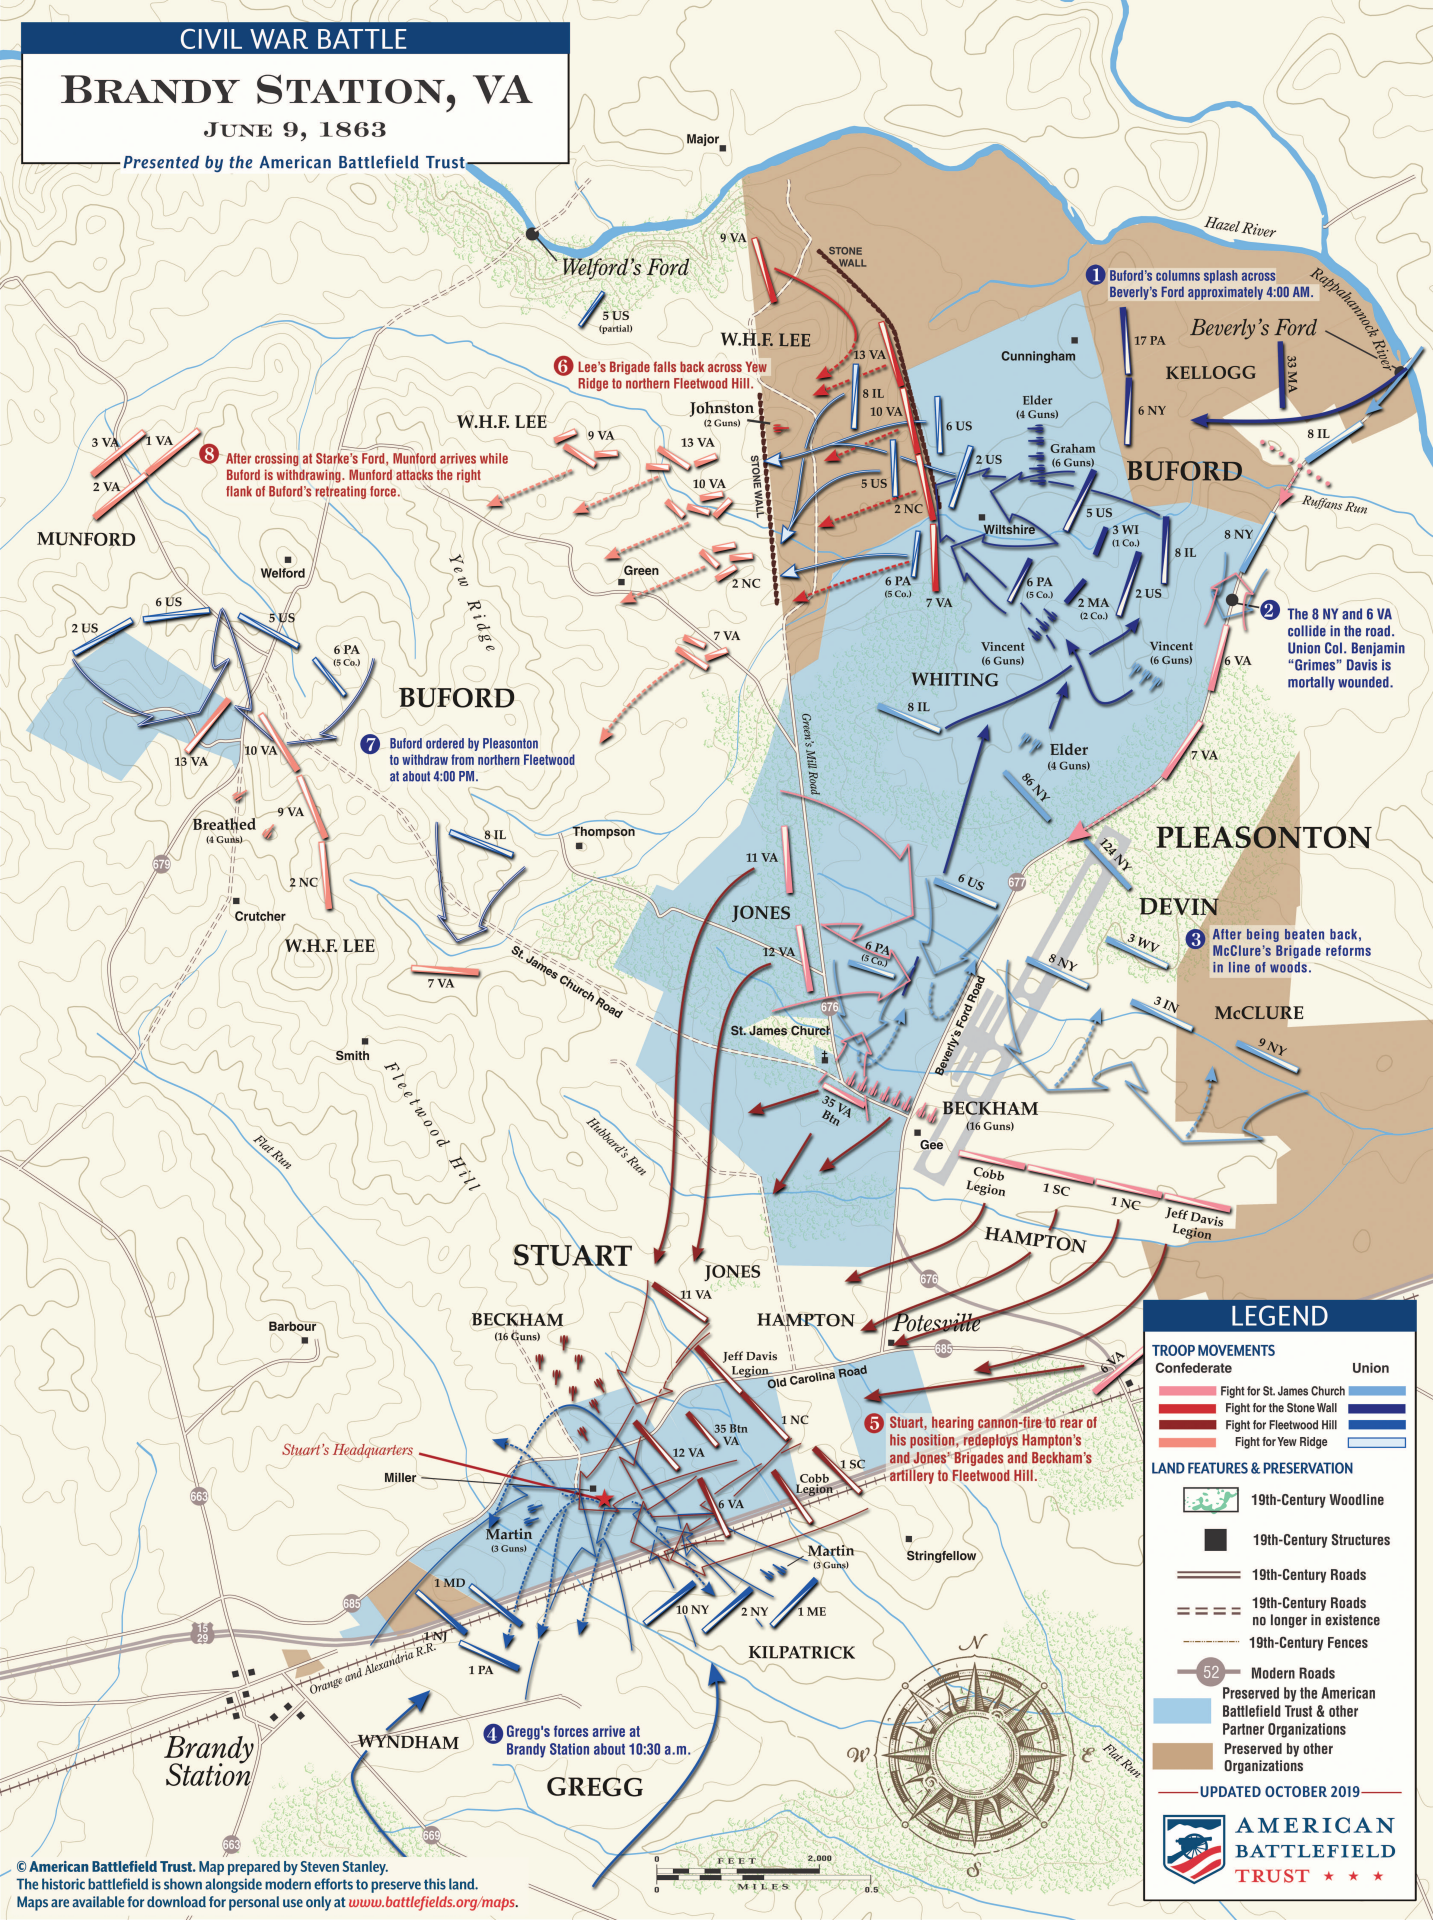 CIVIL WAR BATTLE
BRANDY STATION, VA
JUNE 9, 1863
Presented by the American Battlefield Trust
Major
Hazel River
Rappahannock River
Welford's Ford
9 VA
STONE
WALL
1
Buford's columns splash across
Beverly's Ford approximately 4:00 AM.
5 US
(partial)
W.H.F. LEE
17 PA
Beverly's Ford
Cunningham
KELLOGG
33 MA
6
Lee's Brigade falls back across Yew
Ridge to northern Fleetwood Hill.
13 VA
8 IL
6 NY
Johnston
(2 Guns)
10 VA
Elder
(4 Guns)
6 US
8 IL
W.H.F. LEE
9 VA
13 VA
3 VA
1 VA
8
After crossing at Starke's Ford, Munford arrives while
Buford is withdrawing. Munford attacks the right
flank of Buford's retreating force.
2 VA
10 VA
STONE WALL
5 US
2 US
Graham
(6 Guns)
BUFORD
Ruffans Run
MUNFORD
2 NC
Wiltshire
5 US
3 WI
(1 Co.)
8 IL
8 NY
Welford
Yew Ridge
Green
2 NC
6 PA
(5 Co.)
7 VA
6 PA
(5 Co.)
2 MA
(2 Co.)
2 US
2
The 8 NY and 6 VA
collide in the road.
Union Col. Benjamin
"Grimes" Davis is
mortally wounded.
6 US
2 US
5 US
6 PA
(5 Co.)
7 VA
Vincent
(6 Guns)
Vincent
(6 Guns)
6 VA
WHITING
BUFORD
8 IL
Green's Mill Road
7
Buford ordered by Pleasonton
to withdraw from northern Fleetwood
at about 4:00 PM.
10 VA
13 VA
Elder
(4 Guns)
7 VA
86 NY
9 VA
Breathed
(4 Guns)
8 IL
Thompson
PLEASONTON
124 NY
679
11 VA
2 NC
6 US
677
Crutcher
JONES
DEVIN
W.H.F. LEE
12 VA
6 PA
(5 Co.)
3 WV
3
After being beaten back,
McClure's Brigade reforms
in line of woods.
7 VA
St. James Church Road
8 NY
676
3 IN
McCLURE
St. James Church
Beverly's Ford Road
9 NY
Smith
Fleetwood Hill
35 VA
Btn
BECKHAM
(16 Guns)
Gee
Flat Run
Hubbard's Run
Cobb
Legion
1 SC
1 NC
Jeff Davis
Legion
HAMPTON
STUART
JONES
676
11 VA
BECKHAM
(16 Guns)
HAMPTON
Potesville
Barbour
685
6 VA
Jeff Davis
Legion
Old Carolina Road
1 NC
35 Btn
VA
12 VA
5
Stuart, hearing cannon-fire to rear of
his position, redeploys Hampton's
and Jones' Brigades and Beckham's
artillery to Fleetwood Hill.
Stuart's Headquarters
Miller
1 SC
Cobb
Legion
663
6 VA
Martin
(3 Guns)
Martin
(3 Guns)
Stringfellow
1 MD
685
10 NY
2 NY
1 ME
15
29
1 NJ
KILPATRICK
1 PA
Orange and Alexandria R.R.
Brandy
Station
WYNDHAM
4
Gregg's forces arrive at
Brandy Station about 10:30 a.m.
GREGG
663
669
Flat Run
N
W
E
S
0
FEET
2,000
0
MILES
0.5
LEGEND
TROOP MOVEMENTS
Confederate
Union
Fight for St. James Church
Fight for the Stone Wall
Fight for Fleetwood Hill
Fight for Yew Ridge
LAND FEATURES & PRESERVATION
19th-Century Woodline
19th-Century Structures
19th-Century Roads
19th-Century Roads
no longer in existence
19th-Century Fences
52
Modern Roads
Preserved by the American
Battlefield Trust & other
Partner Organizations
Preserved by other
Organizations
UPDATED OCTOBER 2019
AMERICAN
BATTLEFIELD
TRUST
© American Battlefield Trust. Map prepared by Steven Stanley.
The historic battlefield is shown alongside modern efforts to preserve this land.
Maps are available for download for personal use only at www.battlefields.org/maps.